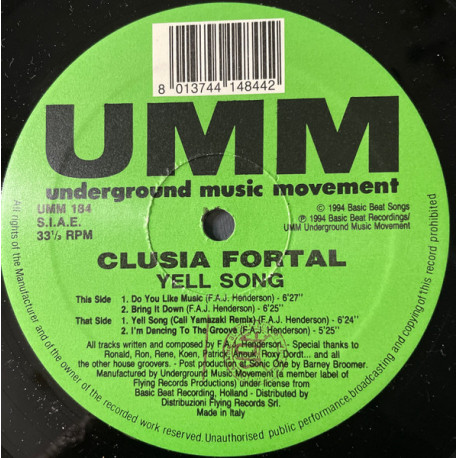 8 013744 148442
UMM
underground music movement
UMM 184
S.I.A.E.
33⅓ RPM
© 1994 Basic Beat Songs
℗ 1994 Basic Beat Recordings/
UMM Underground Music Movement
CLUSIA FORTAL
YELL SONG
This Side 1. Do You Like Music (F.A.J. Henderson) - 5'27"
2. Bring It Down (F.A.J. Henderson) - 6'25"
That Side 1. Yell Song (Cali Yamazaki Remix) (F.A.J. Henderson) - 6'24"
2. I'm Dancing To The Groove (F.A.J. Henderson) - 5'25"
All tracks written and composed by F.A.J. Henderson. - Special thanks to
Ronald, Ron, Rene, Koen, Patrick, Anouk, Roxy Dordt... and all
the other house groovers. - Post production at Sonic One by Barney Broomer.
Manufactured by Underground Music Movement (a member label of
Flying Records Productions) under license from
Basic Beat Recording, Holland - Distributed by
Distribuzioni Flying Records Srl.
Made in Italy
All rights of the Manufacturer and of the owner of the recorded work reserved. Unauthorised public performance, broadcasting and copying of this record prohibited